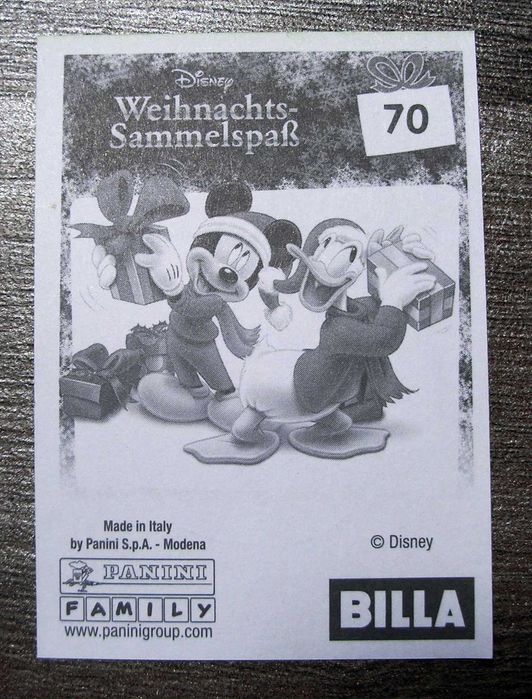 Disney
Weihnachts-
Sammelspaß
70
Made in Italy
by Panini S.p.A. - Modena
© Disney
PANINI
FAMILY
www.paninigroup.com
BILLA